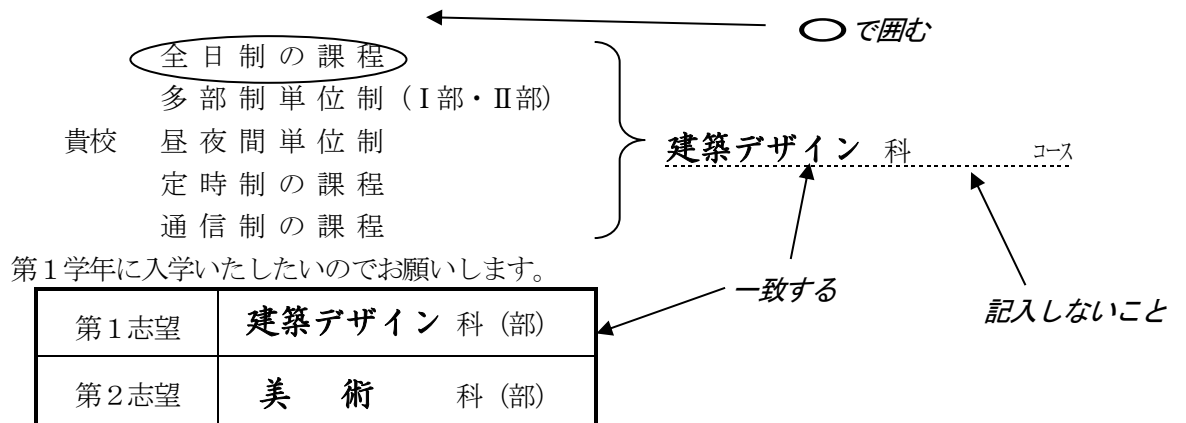 〇で囲む
全日制の課程
多部制単位制（Ⅰ部・Ⅱ部）
貴校 昼夜間単位制 建築デザイン 科 コース
定時制の課程
通信制の課程
第１学年に入学いたしたいのでお願いします。
一致する
記入しないこと
第１志望 建築デザイン 科（部）
第２志望 美術 科（部）